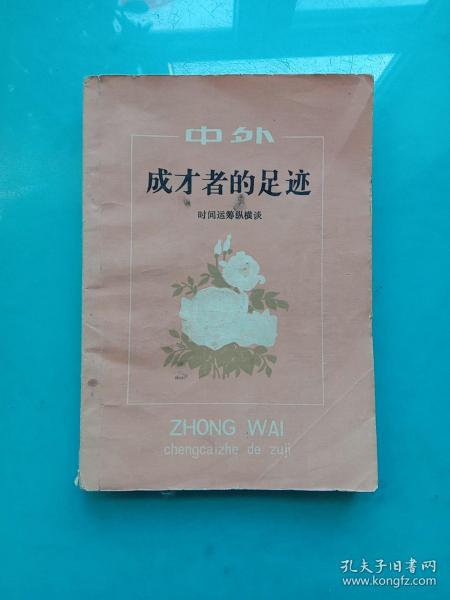 中外
成才者的足迹
时间运筹纵横谈
ZHONG WAI
chengcaizhe de zuji
孔夫子旧书网
www.kongfz.com